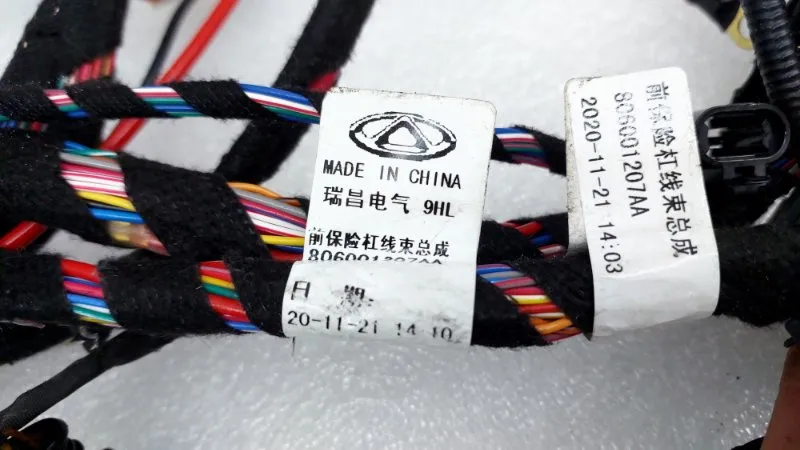 MADE IN CHINA
瑞昌电气 9HL
前保险杠线束总成
806001207AA
日 期:
20-11-21 14:10
前保险杠线束总成
806001207AA
2020-11-21 14:03